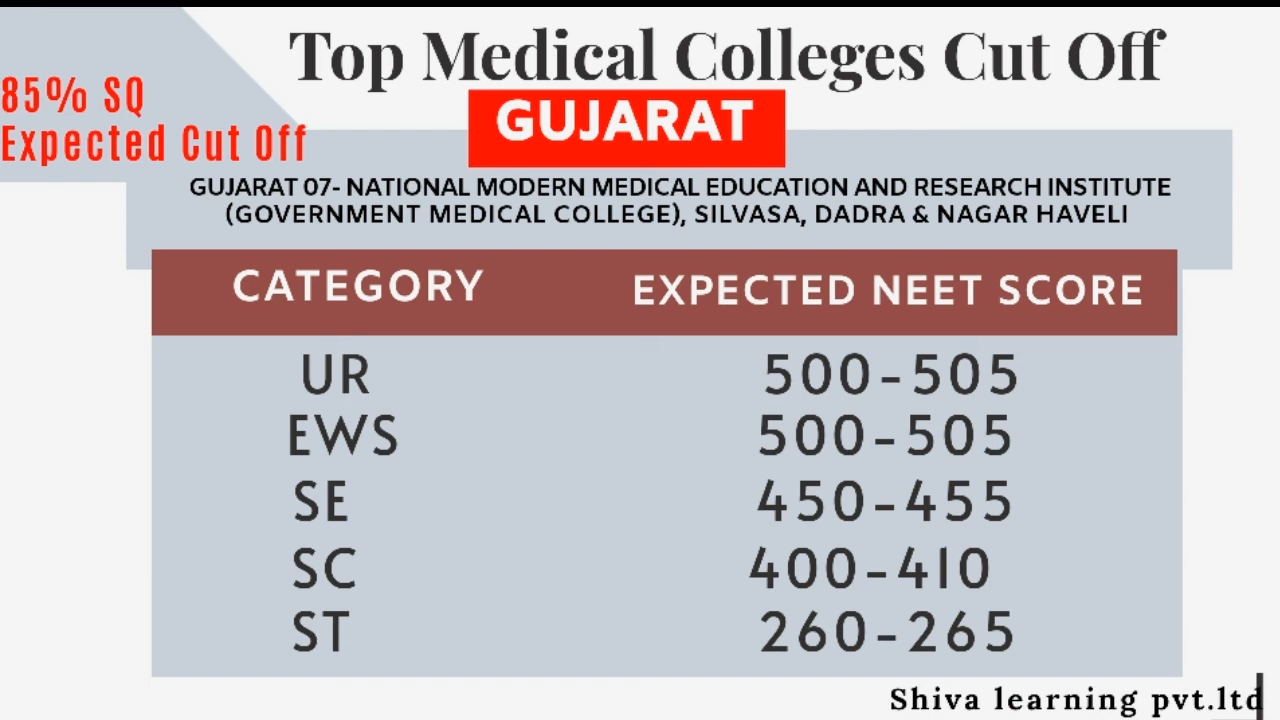 Top Medical Colleges Cut Off
85% SQ
Expected Cut Off
GUJARAT
GUJARAT 07- NATIONAL MODERN MEDICAL EDUCATION AND RESEARCH INSTITUTE
(GOVERNMENT MEDICAL COLLEGE), SILVASA, DADRA & NAGAR HAVELI
CATEGORY EXPECTED NEET SCORE
UR 500-505
EWS 500-505
SE 450-455
SC 400-410
ST 260-265
Shiva learning pvt.ltd